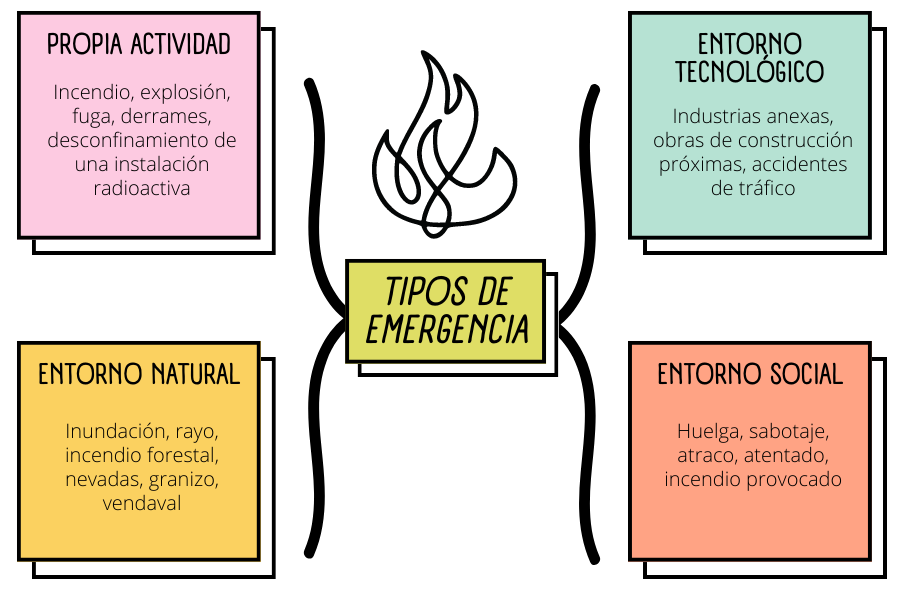 PROPIA ACTIVIDAD
Incendio, explosión,
fuga, derrames,
desconfinamiento de
una instalación
radioactiva
ENTORNO
TECNOLÓGICO
Industrias anexas,
obras de construcción
próximas, accidentes
de tráfico
TIPOS DE
EMERGENCIA
ENTORNO NATURAL
Inundación, rayo,
incendio forestal,
nevadas, granizo,
vendaval
ENTORNO SOCIAL
Huelga, sabotaje,
atraco, atentado,
incendio provocado